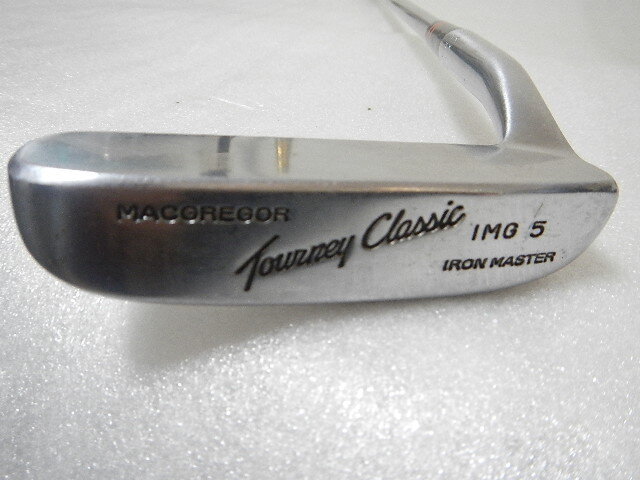 MACGREGOR
Tourney Classic
IMG 5
IRON MASTER